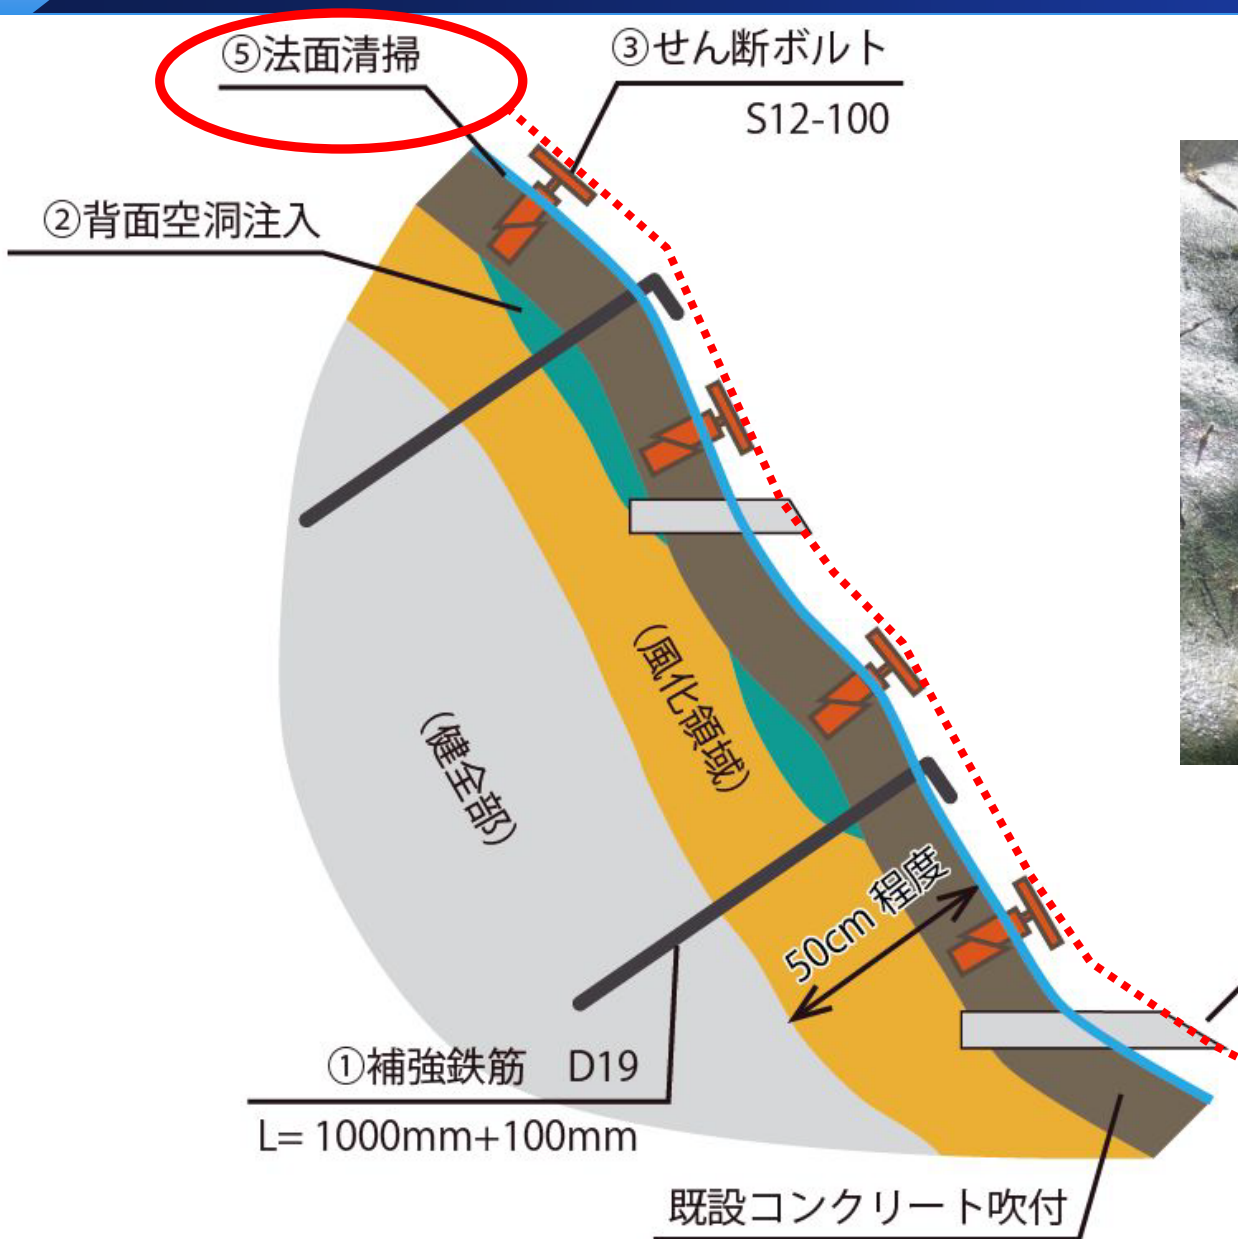 ⑤法面清掃
③せん断ボルト
S12-100
②背面空洞注入
(風化領域)
(健全部)
50cm 程度
①補強鉄筋 D19
L= 1000mm+100mm
既設コンクリート吹付